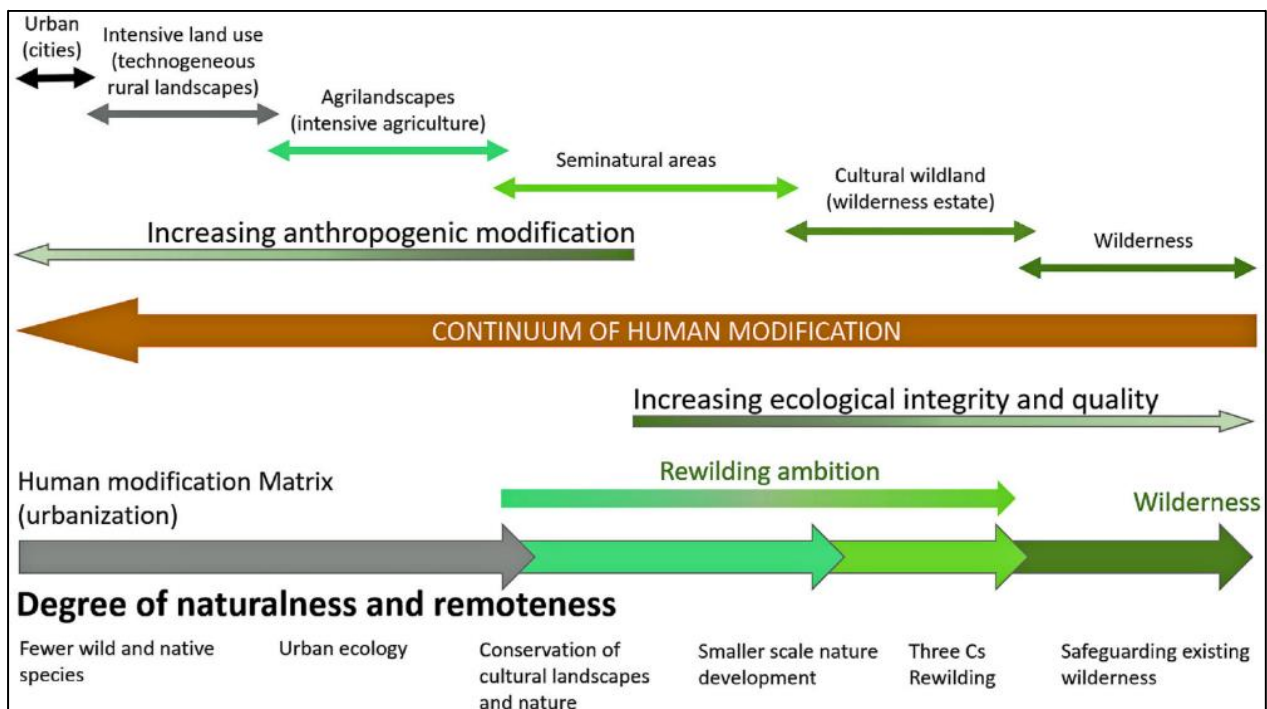 Urban
(cities)
Intensive land use
(technogeneous
rural landscapes)
Agrilandscapes
(intensive agriculture)
Seminatural areas
Cultural wildland
(wilderness estate)
Wilderness
Increasing anthropogenic modification
CONTINUUM OF HUMAN MODIFICATION
Increasing ecological integrity and quality
Rewilding ambition
Human modification Matrix
(urbanization)
Wilderness
Degree of naturalness and remoteness
Fewer wild and native
species
Urban ecology
Conservation of
cultural landscapes
and nature
Smaller scale nature
development
Three Cs
Rewilding
Safeguarding existing
wilderness